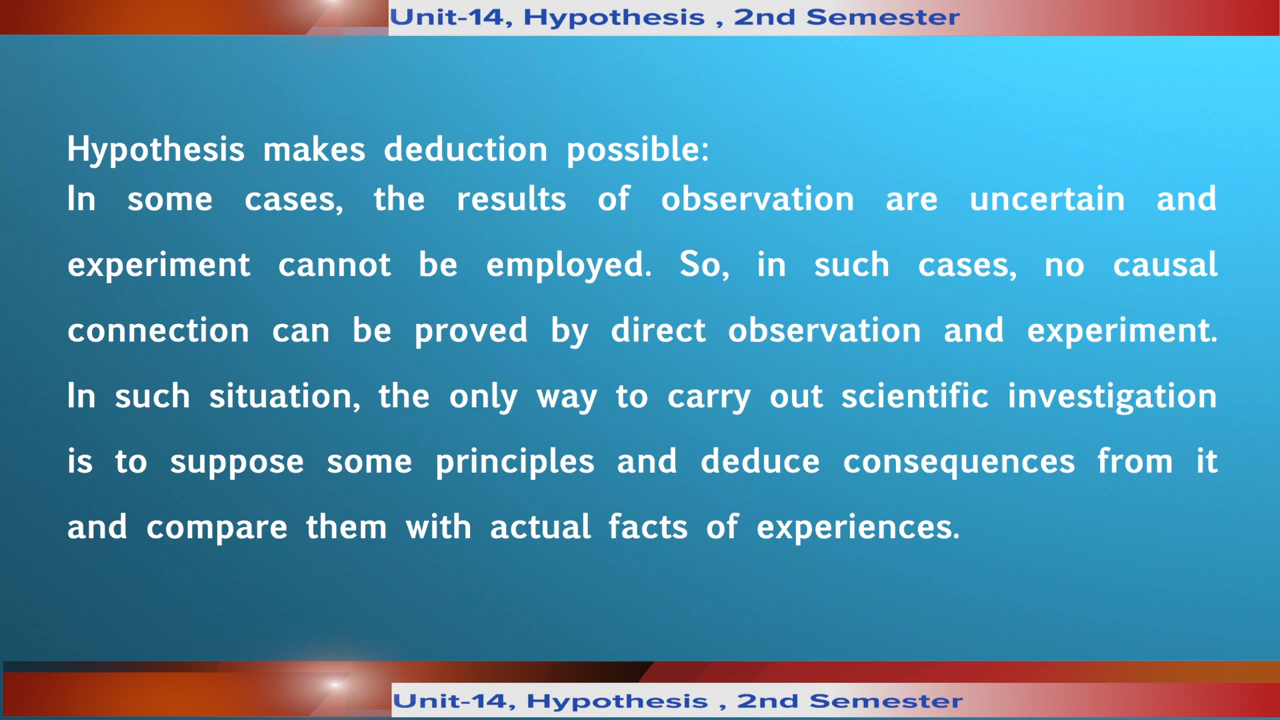 Unit-14, Hypothesis , 2nd Semester
Hypothesis makes deduction possible:
In some cases, the results of observation are uncertain and
experiment cannot be employed. So, in such cases, no causal
connection can be proved by direct observation and experiment.
In such situation, the only way to carry out scientific investigation
is to suppose some principles and deduce consequences from it
and compare them with actual facts of experiences.
Unit-14, Hypothesis , 2nd Semester